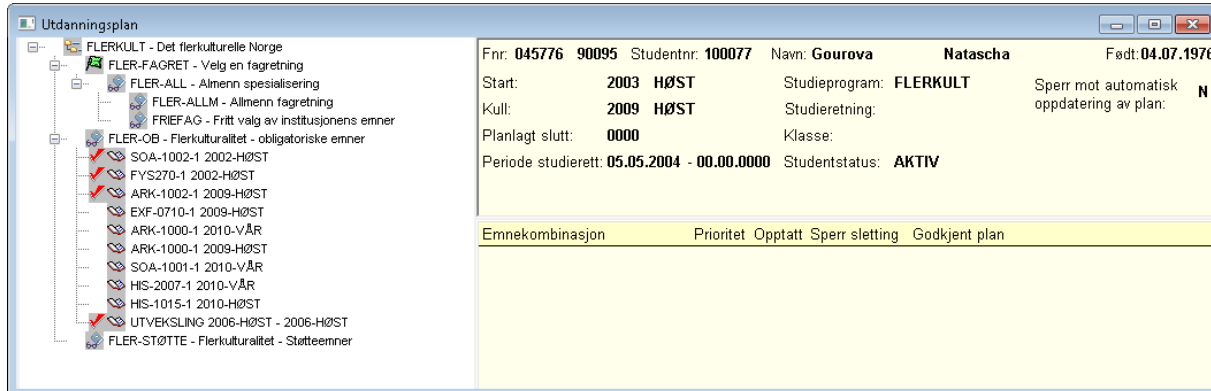 Utdanningsplan
FLERKULT - Det flerkulturelle Norge
FLER-FAGRET - Velg en fagretning
FLER-ALL - Almenn spesialisering
FLER-ALLM - Allmenn fagretning
FRIEFAG - Fritt valg av institusjonens emner
FLER-OB - Flerkulturalitet - obligatoriske emner
SOA-1002-1 2002-HØST
FYS270-1 2002-HØST
ARK-1002-1 2009-HØST
EXF-0710-1 2009-HØST
ARK-1000-1 2010-VÅR
ARK-1000-1 2009-HØST
SOA-1001-1 2010-VÅR
HIS-2007-1 2010-VÅR
HIS-1015-1 2010-HØST
UTVEKSLING 2006-HØST - 2006-HØST
FLER-STØTTE - Flerkulturalitet - Støtteemner
Fnr: 045776 90095 Studentnr: 100077 Navn: Gourova Natascha Født: 04.07.1976
Start: 2003 HØST Studieprogram: FLERKULT Sperr mot automatisk N
Kull: 2009 HØST Studieretning: oppdatering av plan:
Planlagt slutt: 0000 Klasse:
Periode studierett: 05.05.2004 - 00.00.0000 Studentstatus: AKTIV
Emnekombinasjon Prioritet Opptatt Sperr sletting Godkjent plan